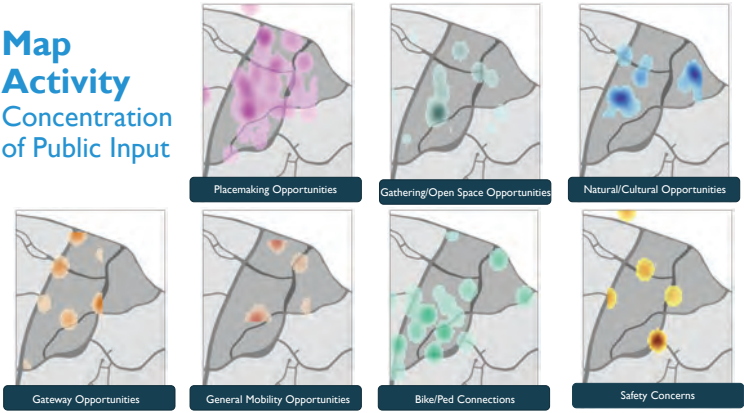 Map
Activity
Concentration
of Public Input
Placemaking Opportunities
Gathering/Open Space Opportunities
Natural/Cultural Opportunities
Gateway Opportunities
General Mobility Opportunities
Bike/Ped Connections
Safety Concerns